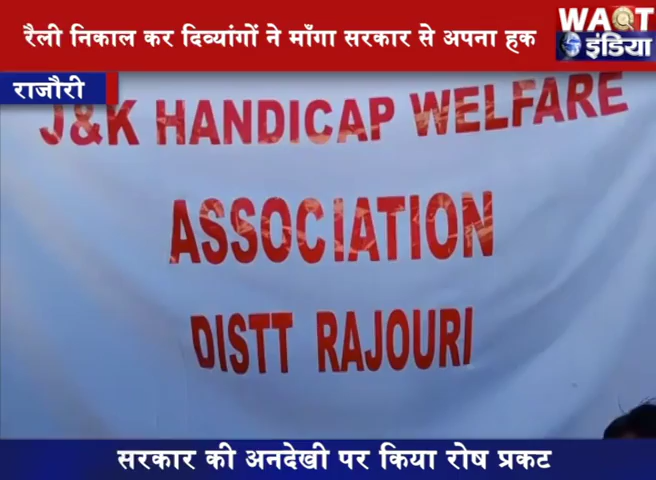 रैली निकाल कर दिव्यांगों ने माँगा सरकार से अपना हक
WAQT
इंडिया
राजौरी
J&K HANDICAP WELFARE
ASSOCIATION
DISTT RAJOURI
सरकार की अनदेखी पर किया रोष प्रकट